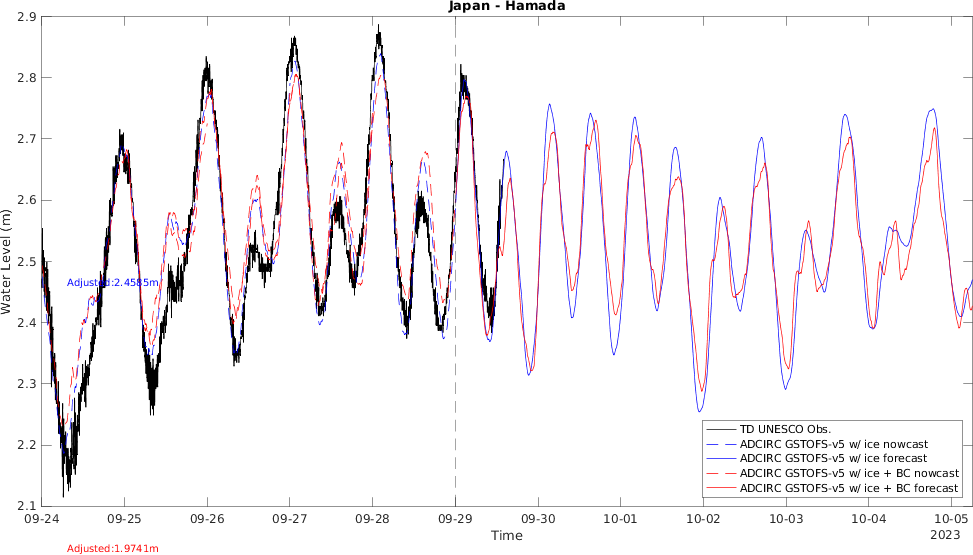 Japan - Hamada
2.9
2.8
2.7
2.6
2.5
2.4
2.3
2.2
2.1
Water Level (m)
Adjusted:2.4585m
TD UNESCO Obs.
ADCIRC GSTOFS-v5 w/ ice nowcast
ADCIRC GSTOFS-v5 w/ ice forecast
ADCIRC GSTOFS-v5 w/ ice + BC nowcast
ADCIRC GSTOFS-v5 w/ ice + BC forecast
09-24 09-25 09-26 09-27 09-28 09-29 09-30 10-01 10-02 10-03 10-04 10-05
Time
2023
Adjusted:1.9741m